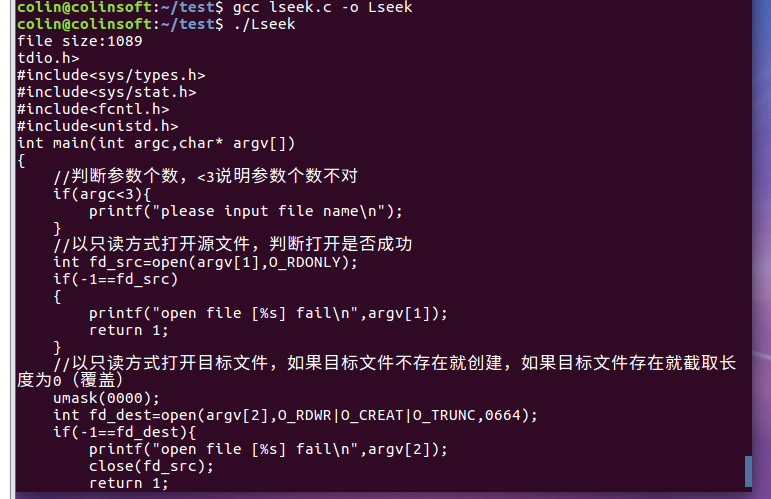 colin@colinsoft:~/test$ gcc lseek.c -o Lseek
colin@colinsoft:~/test$ ./Lseek
file size:1089
tdio.h>
#include<sys/types.h>
#include<sys/stat.h>
#include<fcntl.h>
#include<unistd.h>
int main(int argc,char* argv[])
{
    //判断参数个数，<3说明参数个数不对
    if(argc<3){
        printf("please input file name\n");
    }
    //以只读方式打开源文件，判断打开是否成功
    int fd_src=open(argv[1],O_RDONLY);
    if(-1==fd_src)
    {
        printf("open file [%s] fail\n",argv[1]);
        return 1;
    }
    //以只读方式打开目标文件，如果目标文件不存在就创建，如果目标文件存在就截取长
度为0（覆盖）
    umask(0000);
    int fd_dest=open(argv[2],O_RDWR|O_CREAT|O_TRUNC,0664);
    if(-1==fd_dest){
        printf("open file [%s] fail\n",argv[2]);
        close(fd_src);
        return 1;